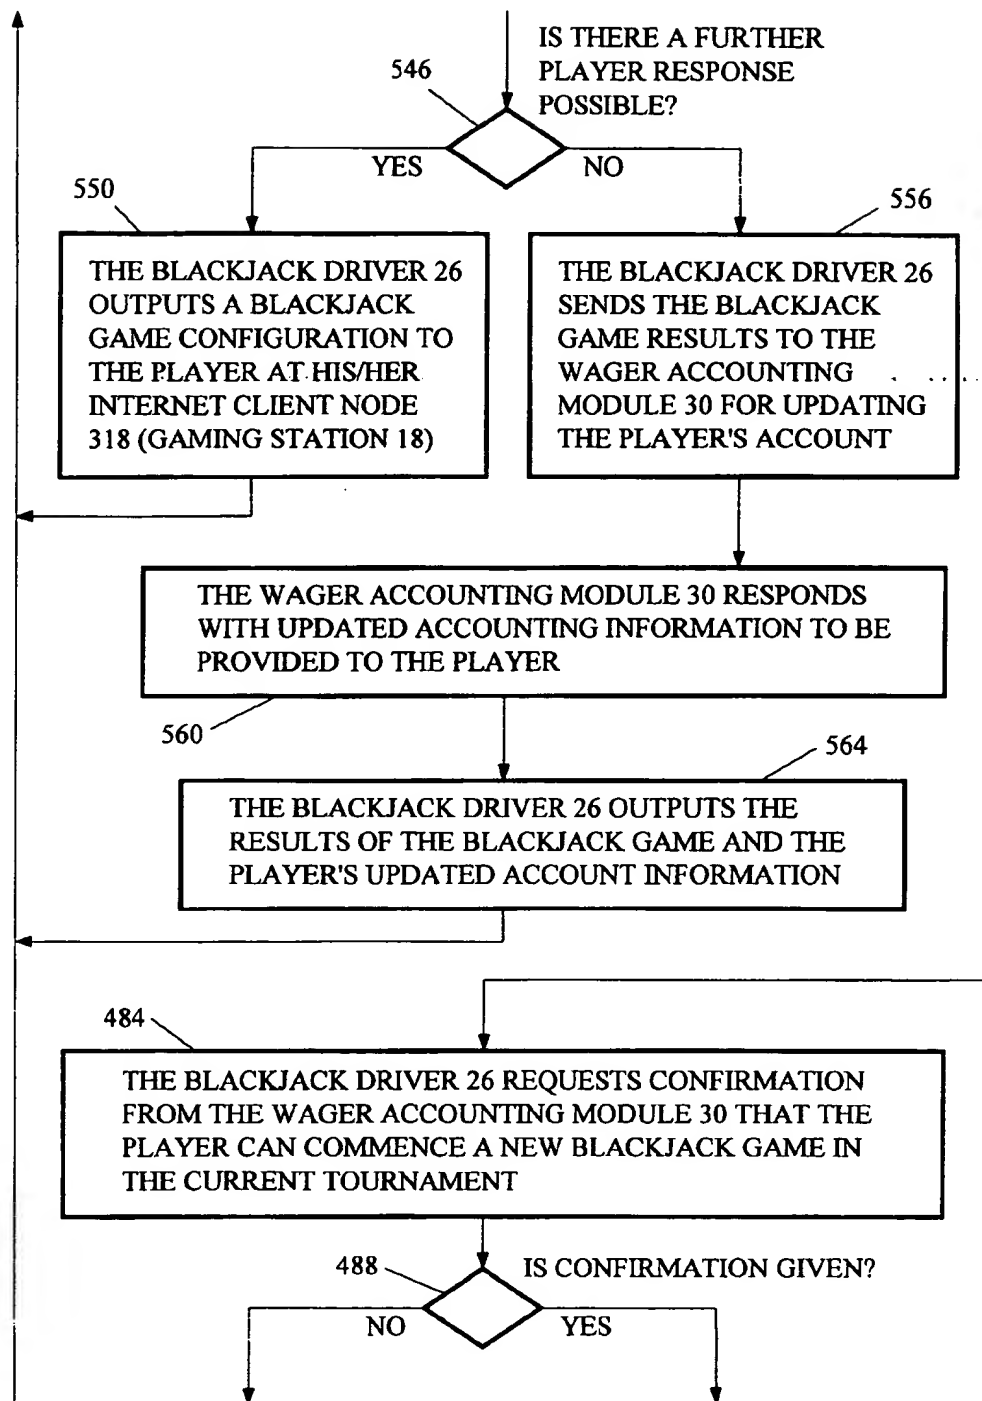 IS THERE A FURTHER
PLAYER RESPONSE
POSSIBLE?
546
YES
NO
550
556
THE BLACKJACK DRIVER 26
OUTPUTS A BLACKJACK
GAME CONFIGURATION TO
THE PLAYER AT HIS/HER
INTERNET CLIENT NODE
318 (GAMING STATION 18)
THE BLACKJACK DRIVER 26
SENDS THE BLACKJACK
GAME RESULTS TO THE
WAGER ACCOUNTING
MODULE 30 FOR UPDATING
THE PLAYER'S ACCOUNT
THE WAGER ACCOUNTING MODULE 30 RESPONDS
WITH UPDATED ACCOUNTING INFORMATION TO BE
PROVIDED TO THE PLAYER
560
564
THE BLACKJACK DRIVER 26 OUTPUTS THE
RESULTS OF THE BLACKJACK GAME AND THE
PLAYER'S UPDATED ACCOUNT INFORMATION
484
THE BLACKJACK DRIVER 26 REQUESTS CONFIRMATION
FROM THE WAGER ACCOUNTING MODULE 30 THAT THE
PLAYER CAN COMMENCE A NEW BLACKJACK GAME IN
THE CURRENT TOURNAMENT
488
IS CONFIRMATION GIVEN?
NO
YES